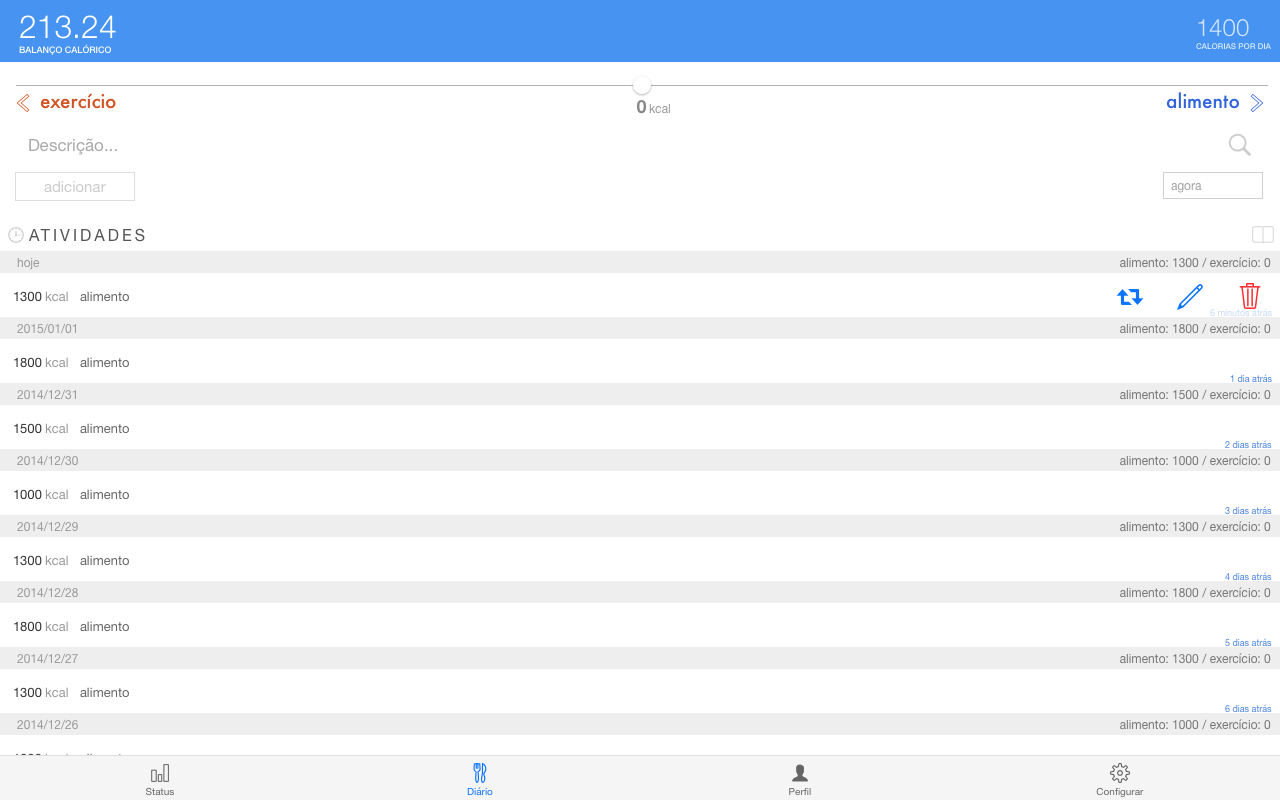 213.24
BALANÇO CALÓRICO
1400
CALORIAS POR DIA
exercício
0 kcal
alimento
Descrição...
adicionar
agora
ATIVIDADES
hoje alimento: 1300 / exercício: 0
1300 kcal alimento
6 minutos atrás
2015/01/01 alimento: 1800 / exercício: 0
1800 kcal alimento
1 dia atrás
2014/12/31 alimento: 1500 / exercício: 0
1500 kcal alimento
2 dias atrás
2014/12/30 alimento: 1000 / exercício: 0
1000 kcal alimento
3 dias atrás
2014/12/29 alimento: 1300 / exercício: 0
1300 kcal alimento
4 dias atrás
2014/12/28 alimento: 1800 / exercício: 0
1800 kcal alimento
5 dias atrás
2014/12/27 alimento: 1300 / exercício: 0
1300 kcal alimento
6 dias atrás
2014/12/26 alimento: 1000 / exercício: 0
Status
Diário
Perfil
Configurar